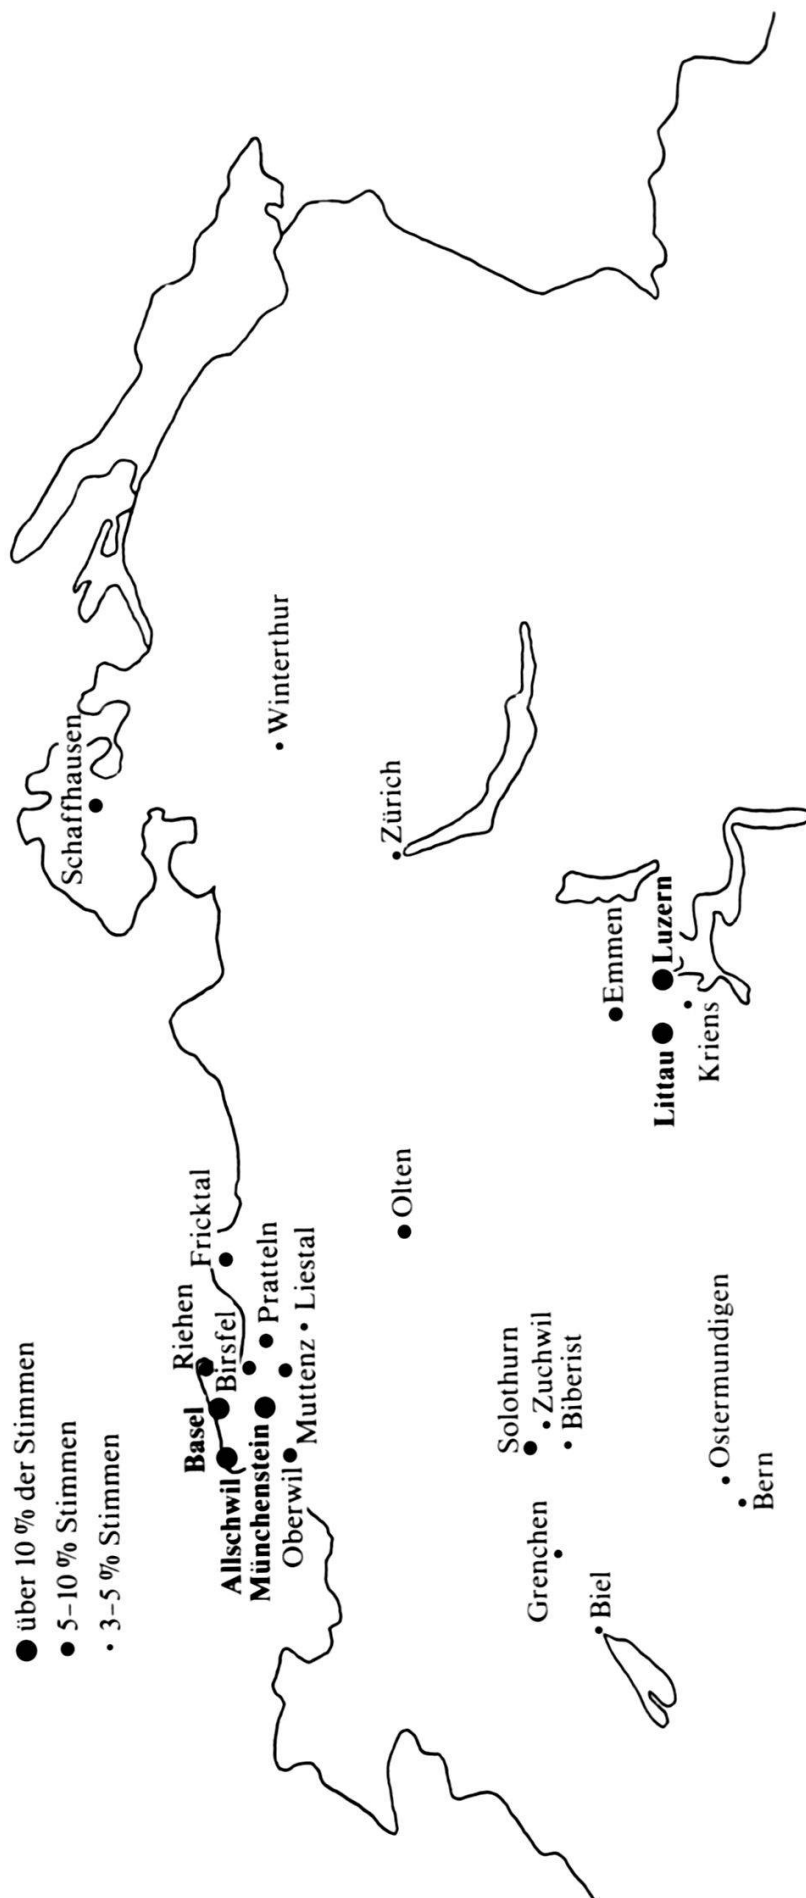 ● über 10 % der Stimmen
● 5–10 % Stimmen
• 3–5 % Stimmen
Schaffhausen
Winterthur
Zürich
Riehen
Fricktal
Basel
Birsfel
Allschwil
Pratteln
Münchenstein
Oberwil
Muttenz
Liestal
Olten
Solothurn
Zuchwil
Biberist
Grenchen
Biel
Emmen
Littau
Luzern
Kriens
Ostermundigen
Bern